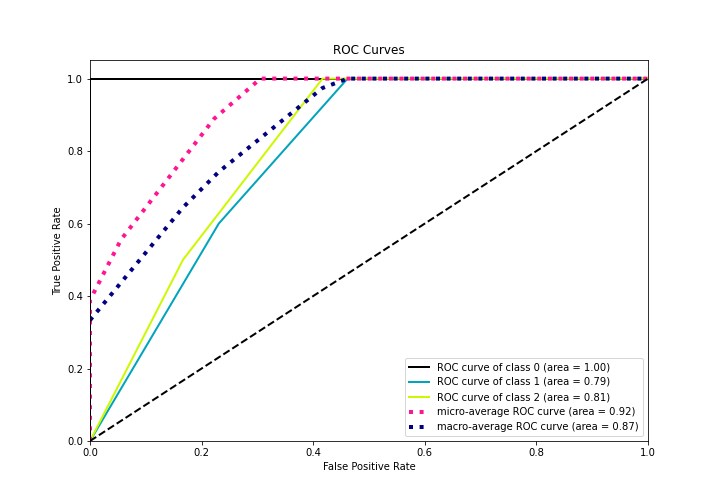 ROC Curves
True Positive Rate
1.0
0.8
0.6
0.4
0.2
0.0
0.0 0.2 0.4 0.6 0.8 1.0
False Positive Rate
ROC curve of class 0 (area = 1.00)
ROC curve of class 1 (area = 0.79)
ROC curve of class 2 (area = 0.81)
micro-average ROC curve (area = 0.92)
macro-average ROC curve (area = 0.87)